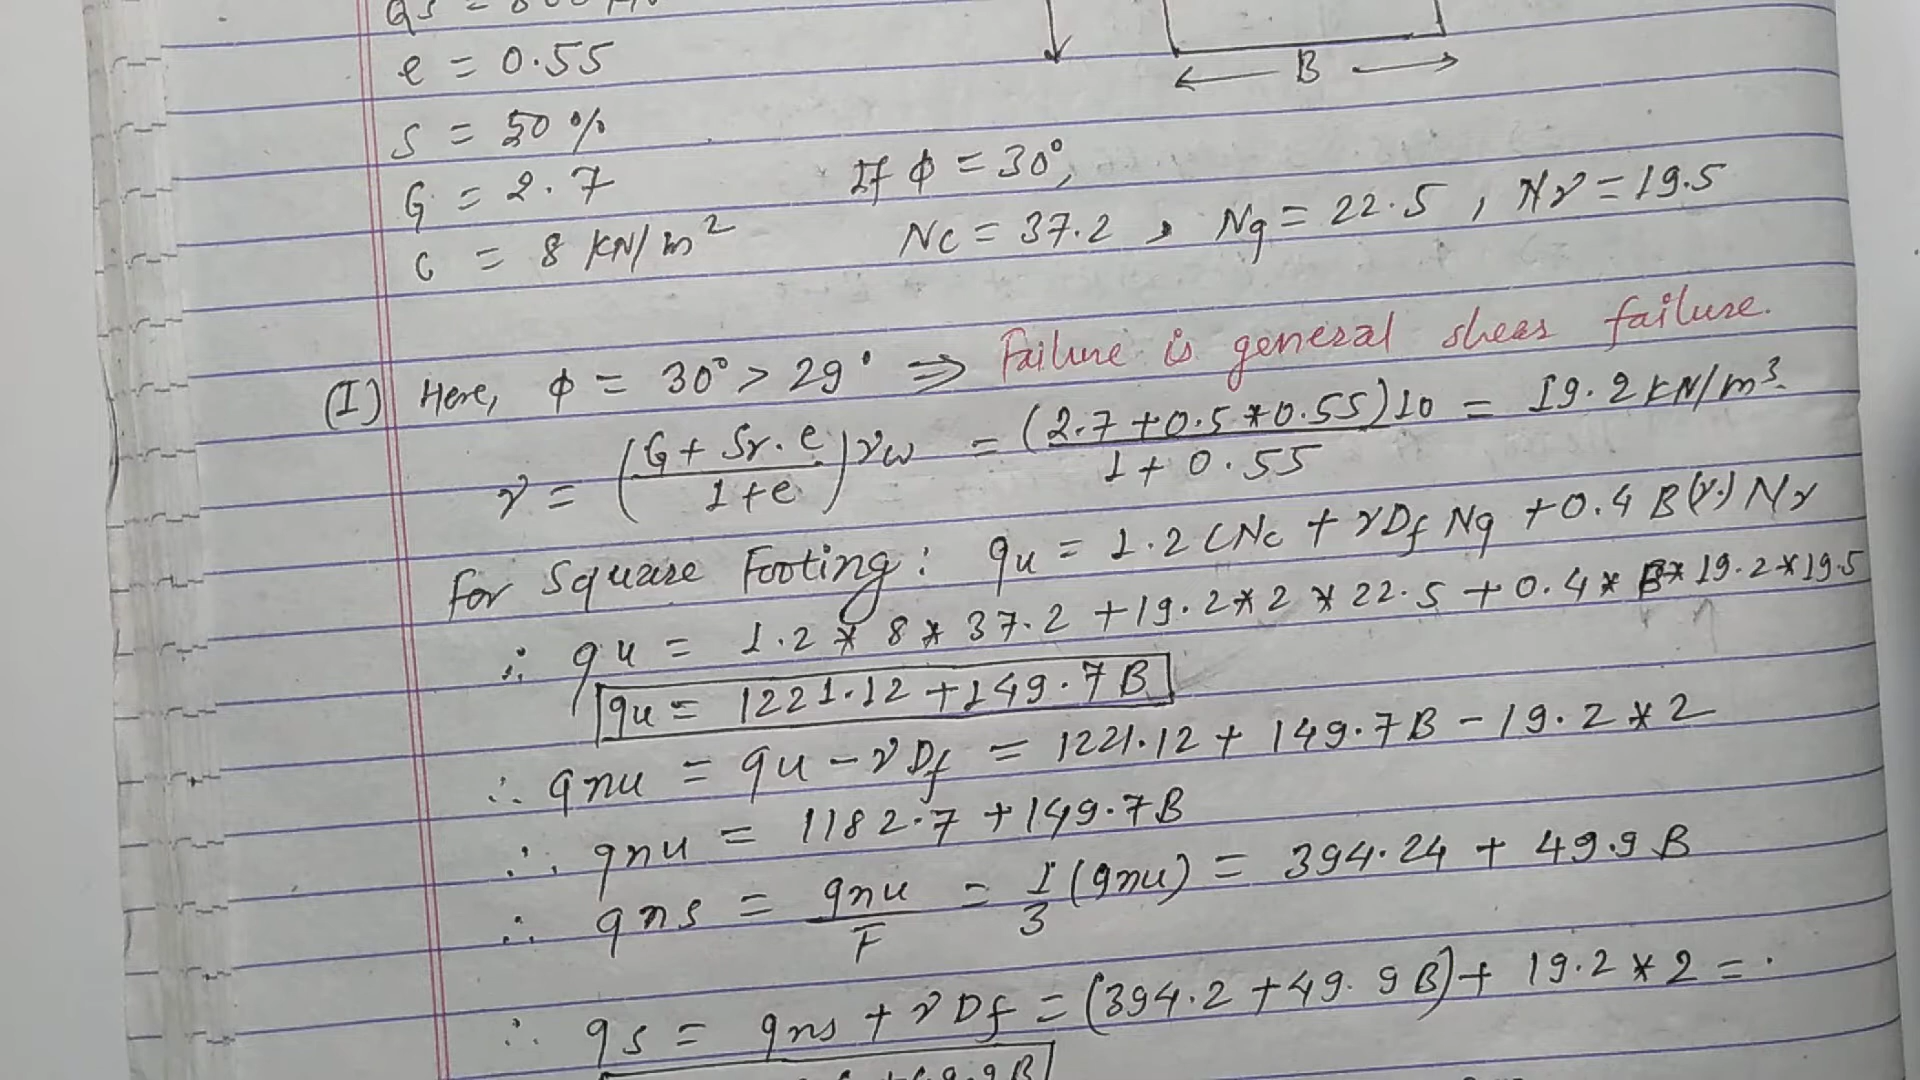 e = 0.55
B
S = 50 %
G = 2.7
If ϕ = 30°,
C = 8 KN/m²
Nc = 37.2 , Nq = 22.5 , Nγ = 19.5
(I) Here, ϕ = 30° > 29° ⇒ Failure is general shear failure.
γ = (G + Sr. e / 1 + e) γw = (2.7 + 0.5 * 0.55) 10 / 1 + 0.55 = 19.2 KN/m³.
For Square Footing : qu = 1.2 CNc + γDf Nq + 0.4 B(γ.) Nγ
∴ qu = 1.2 * 8 * 37.2 + 19.2 * 2 * 22.5 + 0.4 * B * 19.2 * 19.5
qu = 1221.12 + 149.7 B
∴ qnu = qu - γDf = 1221.12 + 149.7B - 19.2 * 2
∴ qnu = 1182.7 + 149.7B
∴ qns = qnu / F = 1/3 (qnu) = 394.24 + 49.9 B
∴ qs = qns + γDf = (394.2 + 49.9B) + 19.2 * 2 = .